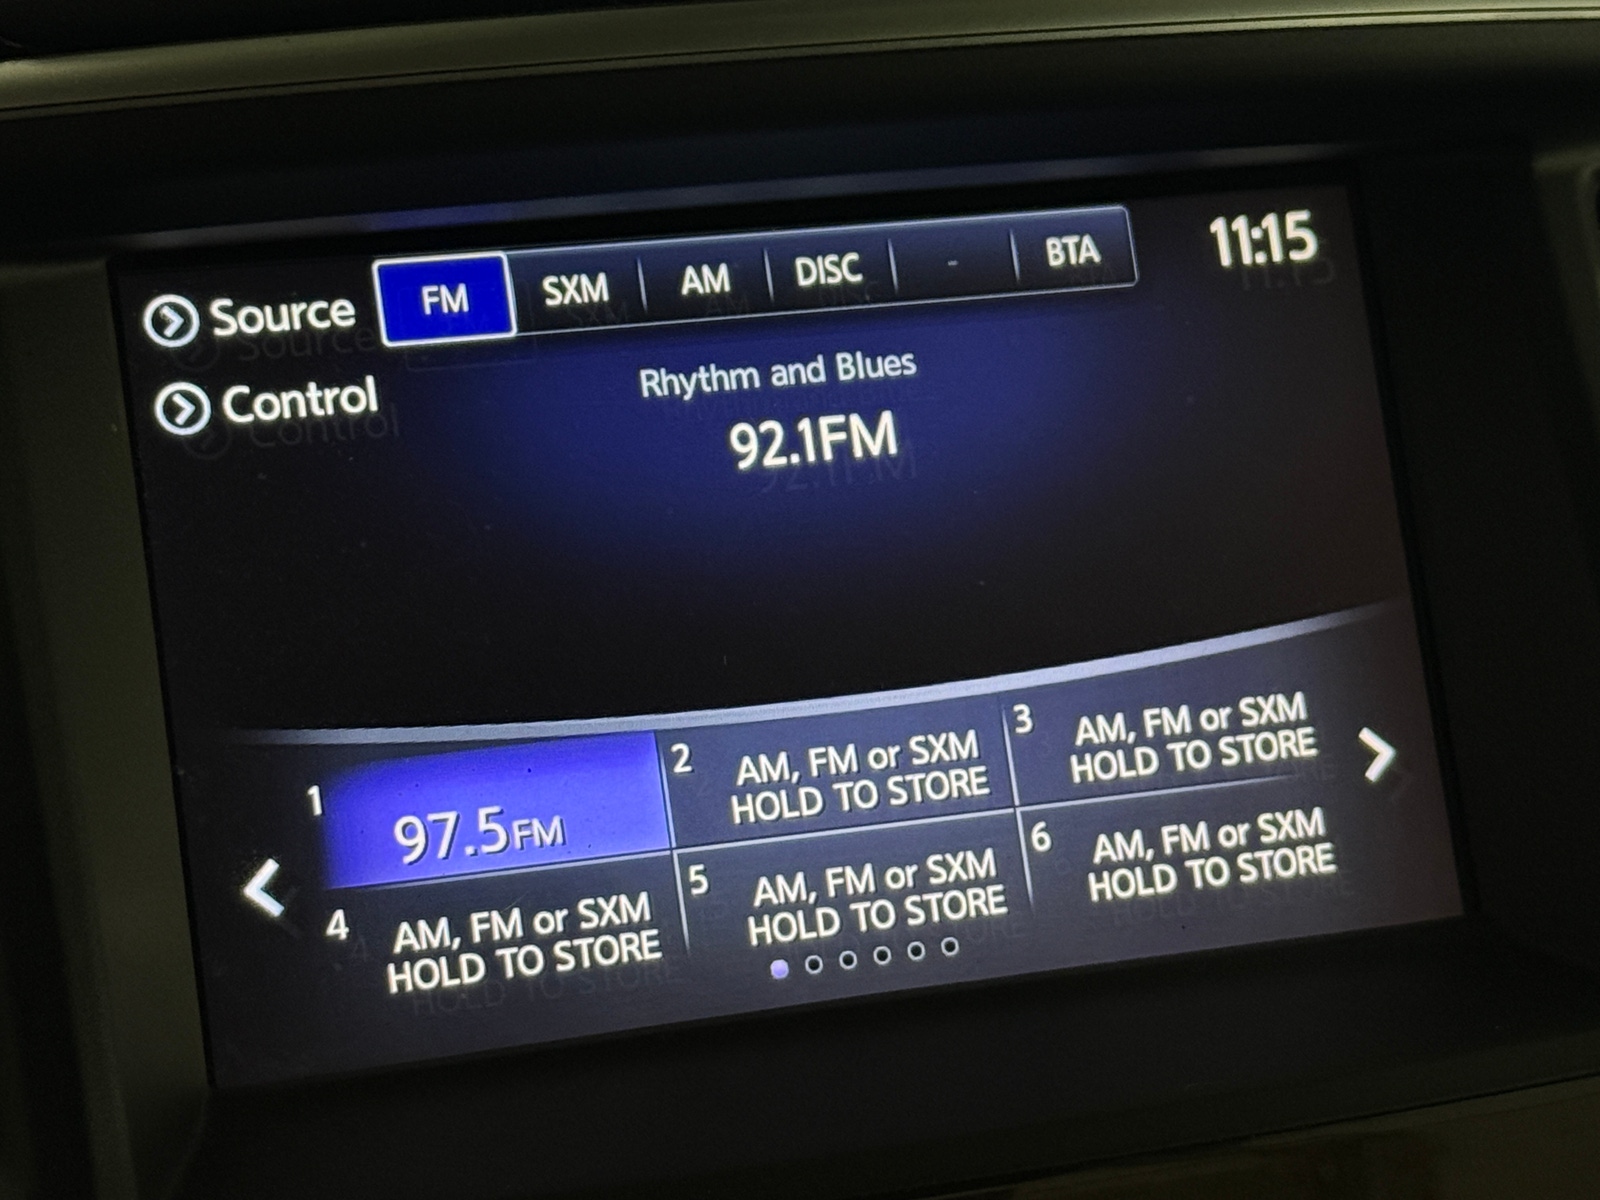 Source
FM
SXM
AM
DISC
-
BTA
11:15
Control
Rhythm and Blues
92.1FM
1
97.5FM
2
AM, FM or SXM
HOLD TO STORE
3
AM, FM or SXM
HOLD TO STORE
4
AM, FM or SXM
HOLD TO STORE
5
AM, FM or SXM
HOLD TO STORE
6
AM, FM or SXM
HOLD TO STORE